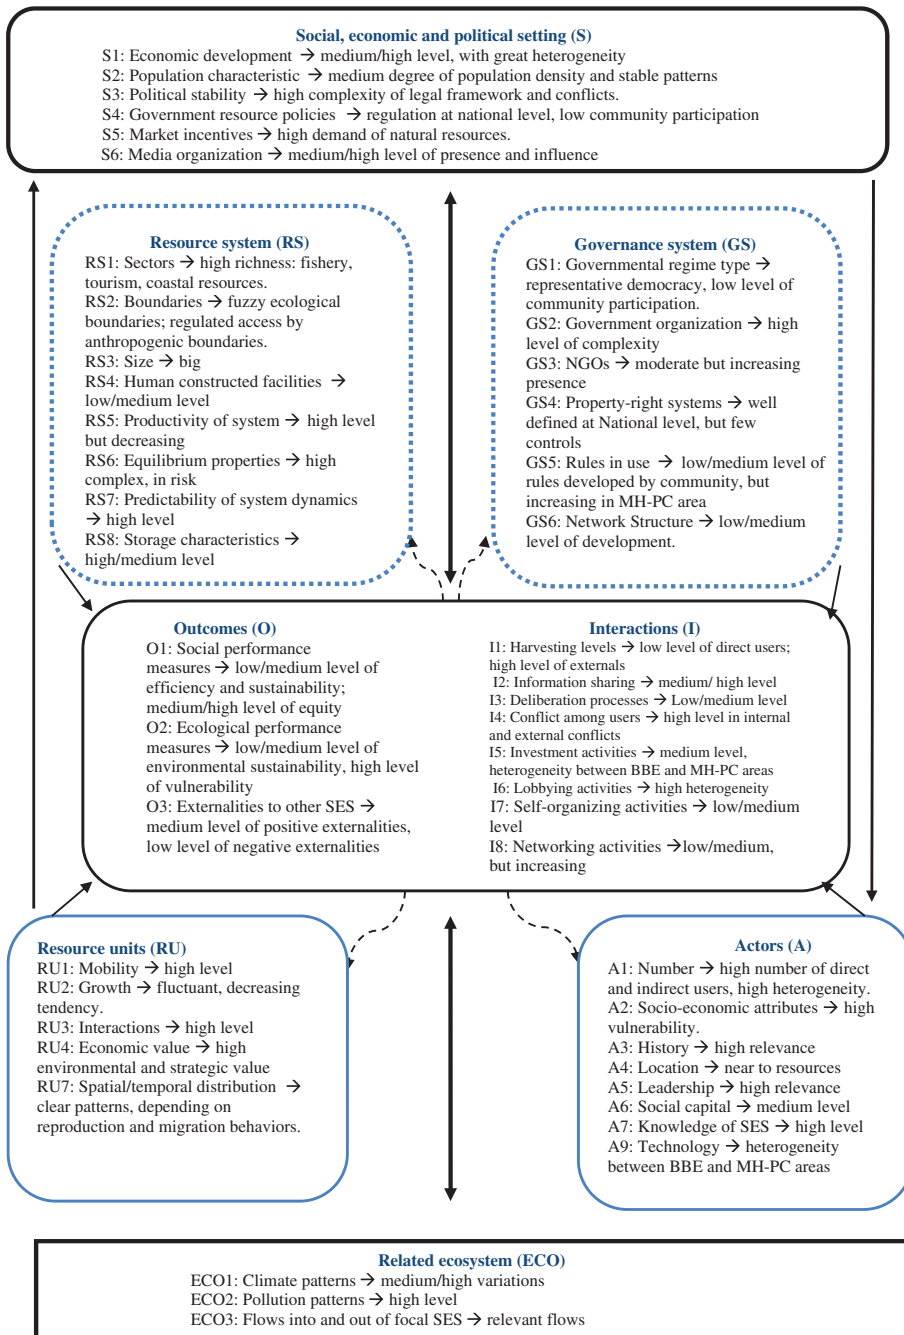 Social, economic and political setting (S)
S1: Economic development → medium/high level, with great heterogeneity
S2: Population characteristic → medium degree of population density and stable patterns
S3: Political stability → high complexity of legal framework and conflicts.
S4: Government resource policies → regulation at national level, low community participation
S5: Market incentives → high demand of natural resources.
S6: Media organization → medium/high level of presence and influence
Resource system (RS)
RS1: Sectors → high richness: fishery,
tourism, coastal resources.
RS2: Boundaries → fuzzy ecological
boundaries; regulated access by
anthropogenic boundaries.
RS3: Size → big
RS4: Human constructed facilities →
low/medium level
RS5: Productivity of system → high level
but decreasing
RS6: Equilibrium properties → high
complex, in risk
RS7: Predictability of system dynamics
→ high level
RS8: Storage characteristics →
high/medium level
Governance system (GS)
GS1: Governmental regime type →
representative democracy, low level of
community participation.
GS2: Government organization → high
level of complexity
GS3: NGOs → moderate but increasing
presence
GS4: Property-right systems → well
defined at National level, but few
controls
GS5: Rules in use → low/medium level of
rules developed by community, but
increasing in MH-PC area
GS6: Network Structure → low/medium
level of development.
Outcomes (O)
O1: Social performance
measures → low/medium level of
efficiency and sustainability;
medium/high level of equity
O2: Ecological performance
measures → low/medium level of
environmental sustainability, high level
of vulnerability
O3: Externalities to other SES →
medium level of positive externalities,
low level of negative externalities
Interactions (I)
I1: Harvesting levels → low level of direct users;
high level of externals
I2: Information sharing → medium/ high level
I3: Deliberation processes → Low/medium level
I4: Conflict among users → high level in internal
and external conflicts
I5: Investment activities → medium level,
heterogeneity between BBE and MH-PC areas
I6: Lobbying activities → high heterogeneity
I7: Self-organizing activities → low/medium
level
I8: Networking activities →low/medium,
but increasing
Resource units (RU)
RU1: Mobility → high level
RU2: Growth → fluctuant, decreasing
tendency.
RU3: Interactions → high level
RU4: Economic value → high
environmental and strategic value
RU7: Spatial/temporal distribution →
clear patterns, depending on
reproduction and migration behaviors.
Actors (A)
A1: Number → high number of direct
and indirect users, high heterogeneity.
A2: Socio-economic attributes → high
vulnerability.
A3: History → high relevance
A4: Location → near to resources
A5: Leadership → high relevance
A6: Social capital → medium level
A7: Knowledge of SES → high level
A9: Technology → heterogeneity
between BBE and MH-PC areas
Related ecosystem (ECO)
ECO1: Climate patterns → medium/high variations
ECO2: Pollution patterns → high level
ECO3: Flows into and out of focal SES → relevant flows